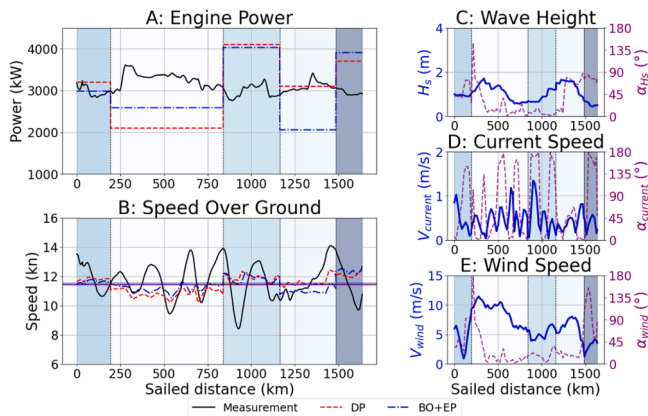 A: Engine Power
Power (kW)
4000
3000
2000
1000
0 250 500 750 1000 1250 1500
B: Speed Over Ground
Speed (kn)
16
14
12
10
8
6
0 250 500 750 1000 1250 1500
Sailed distance (km)
C: Wave Height
Hs (m)
4
2
0
αHs (°)
180
135
90
45
0
0 500 1000 1500
D: Current Speed
Vcurrent (m/s)
2
1
0
αcurrent (°)
180
135
90
45
0
0 500 1000 1500
E: Wind Speed
Vwind (m/s)
15
10
5
0
αwind (°)
180
135
90
45
0
0 500 1000 1500
Sailed distance (km)
Measurement DP BO+EP